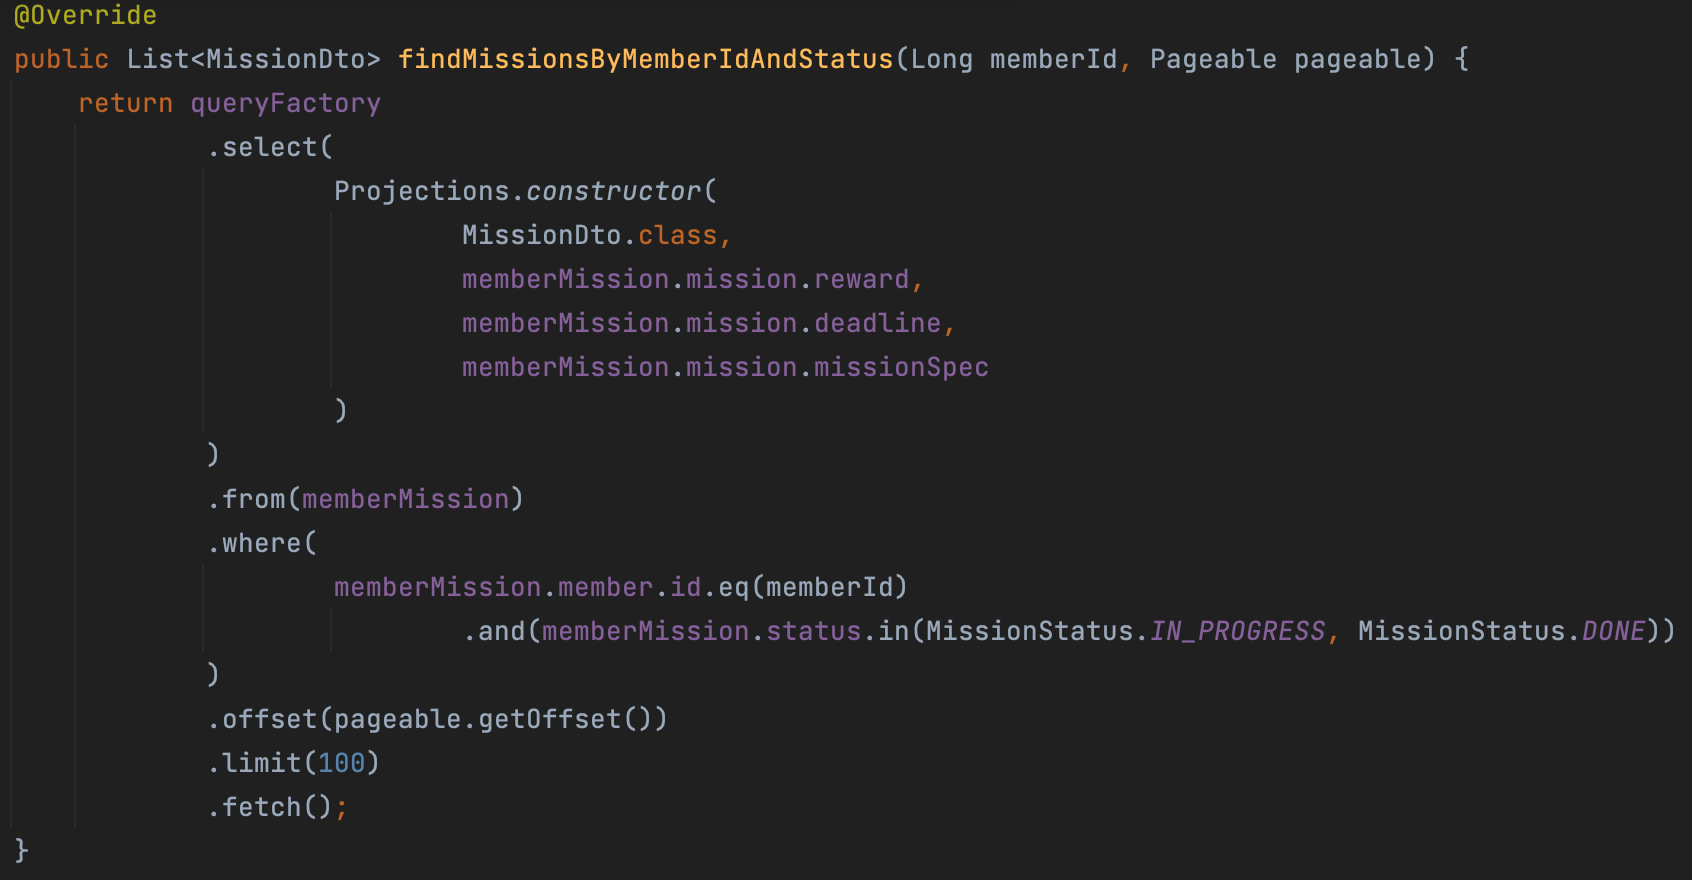 @Override
public List<MissionDto> findMissionsByMemberIdAndStatus(Long memberId, Pageable pageable) {
    return queryFactory
            .select(
                    Projections.constructor(
                            MissionDto.class,
                            memberMission.mission.reward,
                            memberMission.mission.deadline,
                            memberMission.mission.missionSpec
                    )
            )
            .from(memberMission)
            .where(
                    memberMission.member.id.eq(memberId)
                            .and(memberMission.status.in(MissionStatus.IN_PROGRESS, MissionStatus.DONE))
            )
            .offset(pageable.getOffset())
            .limit(100)
            .fetch();
}